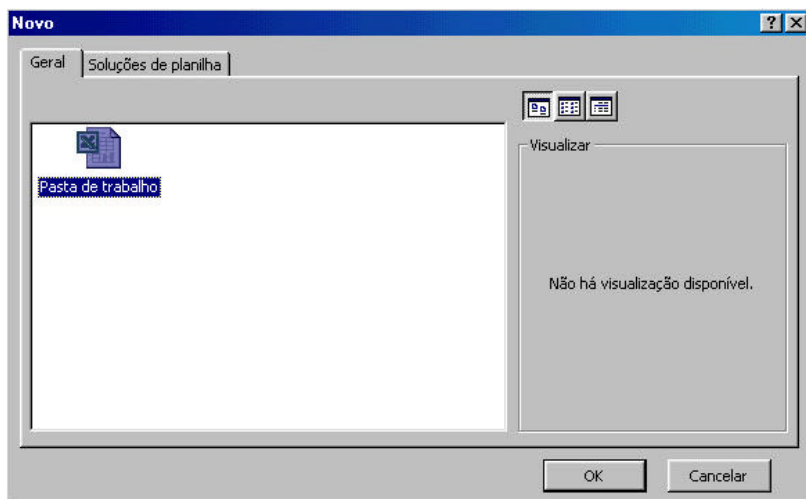 Novo
Geral
Soluções de planilha
Pasta de trabalho
Visualizar
Não há visualização disponível.
OK
Cancelar